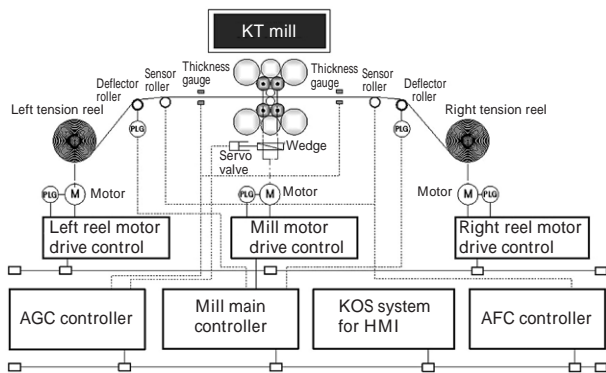 KT mill
Thickness
gauge
Thickness
gauge
Sensor
roller
Sensor
roller
Deflector
roller
Deflector
roller
Left tension reel
Right tension reel
PLG
PLG
Servo
valve
Wedge
PLG
M
Motor
PLG
M
Motor
Motor
M
PLG
Left reel motor
drive control
Mill motor
drive control
Right reel motor
drive control
AGC controller
Mill main
controller
KOS system
for HMI
AFC controller